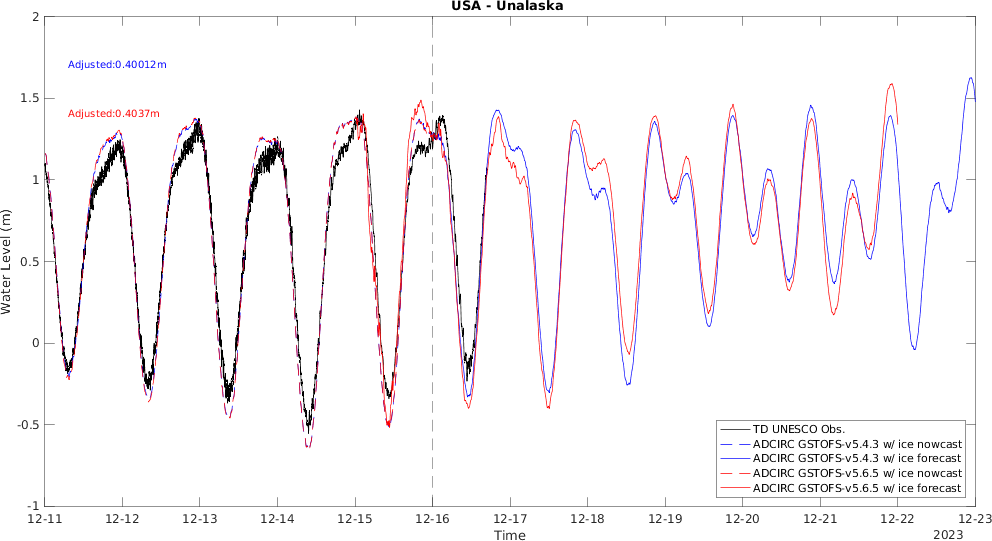 USA - Unalaska
Adjusted:0.40012m
Adjusted:0.4037m
2
1.5
1
0.5
0
-0.5
-1
Water Level (m)
TD UNESCO Obs.
ADCIRC GSTOFS-v5.4.3 w/ ice nowcast
ADCIRC GSTOFS-v5.4.3 w/ ice forecast
ADCIRC GSTOFS-v5.6.5 w/ ice nowcast
ADCIRC GSTOFS-v5.6.5 w/ ice forecast
12-11 12-12 12-13 12-14 12-15 12-16 12-17 12-18 12-19 12-20 12-21 12-22 12-23
Time
2023